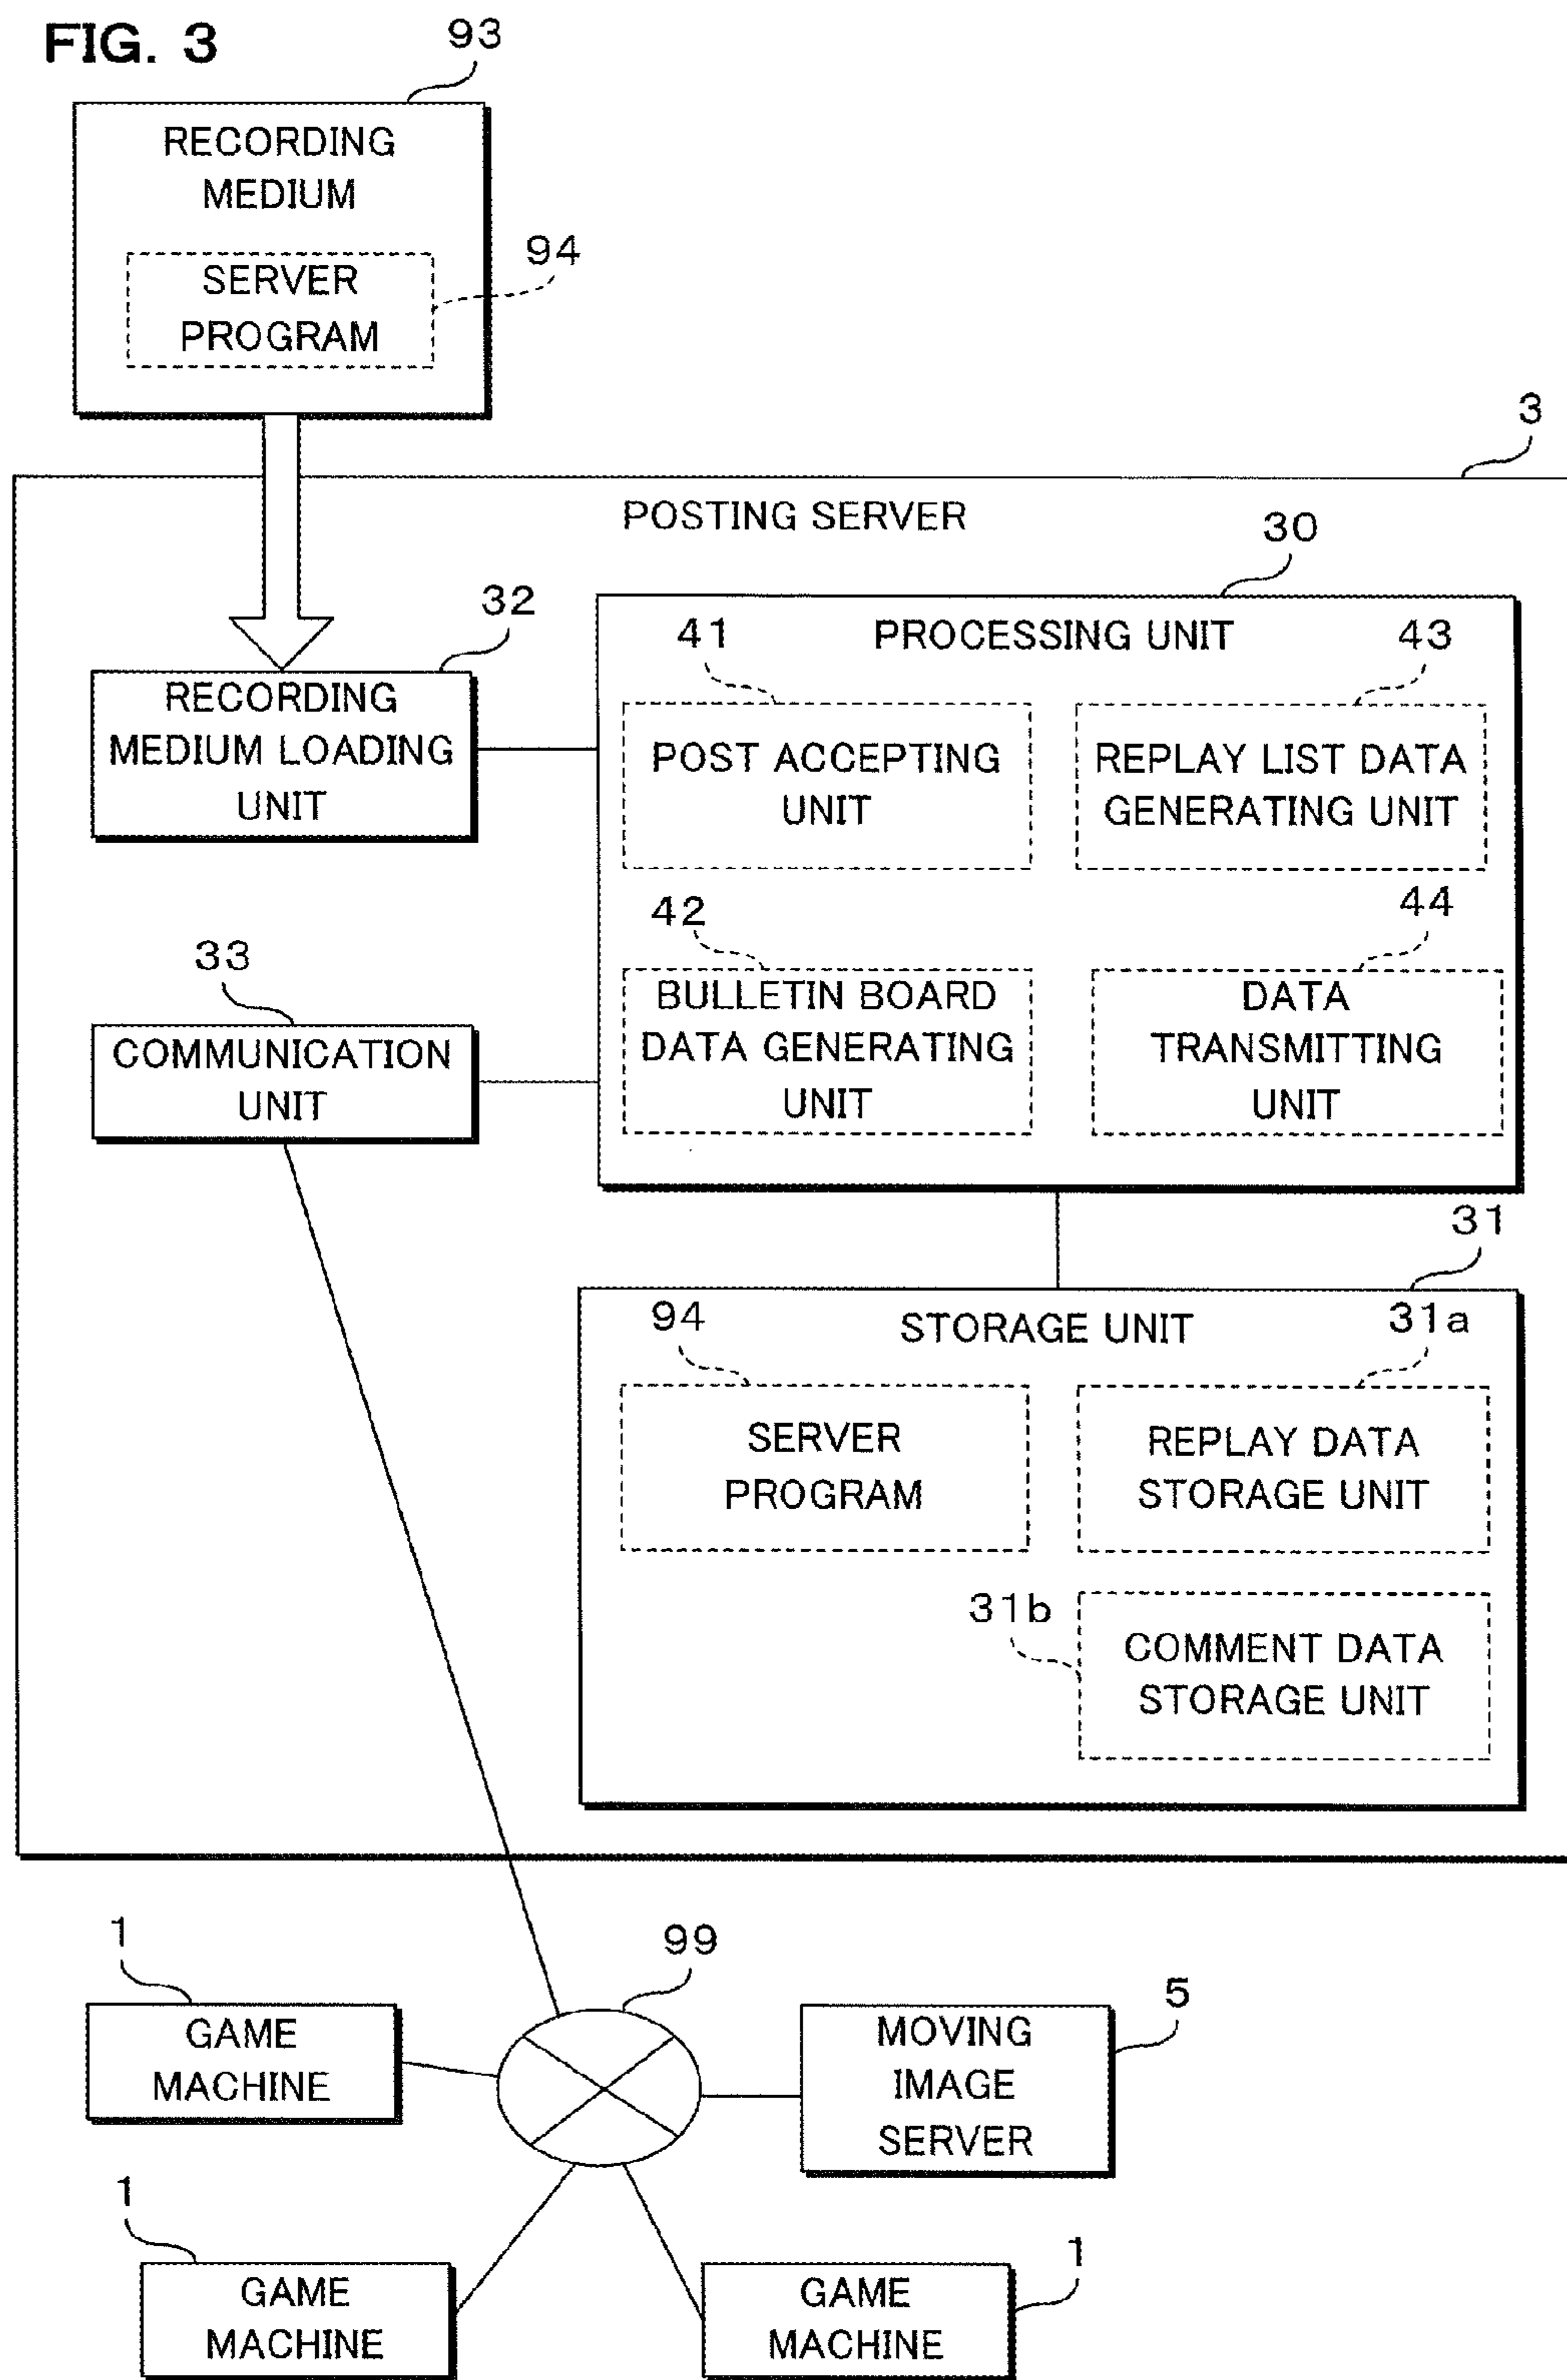 FIG. 3
93
RECORDING
MEDIUM
94
SERVER
PROGRAM
3
POSTING SERVER
30
32
PROCESSING UNIT
41
43
RECORDING
MEDIUM LOADING
UNIT
POST ACCEPTING
UNIT
REPLAY LIST DATA
GENERATING UNIT
42
44
33
COMMUNICATION
UNIT
BULLETIN BOARD
DATA GENERATING
UNIT
DATA
TRANSMITTING
UNIT
31
STORAGE UNIT
94
31a
SERVER
PROGRAM
REPLAY DATA
STORAGE UNIT
31b
COMMENT DATA
STORAGE UNIT
1
99
5
GAME
MACHINE
MOVING
IMAGE
SERVER
1
GAME
MACHINE
1
GAME
MACHINE